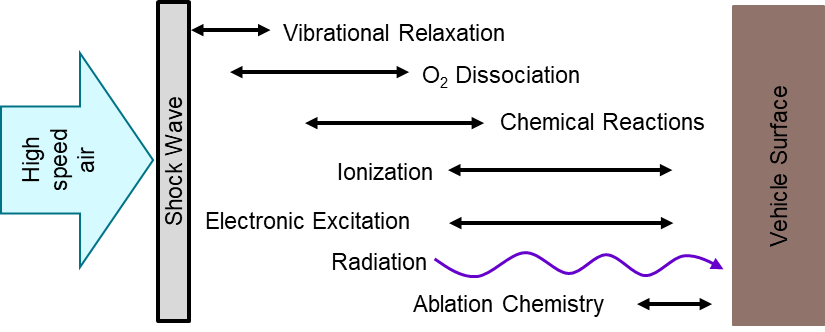 High
speed
air
Shock Wave
Vibrational Relaxation
O₂ Dissociation
Chemical Reactions
Ionization
Electronic Excitation
Radiation
Ablation Chemistry
Vehicle Surface